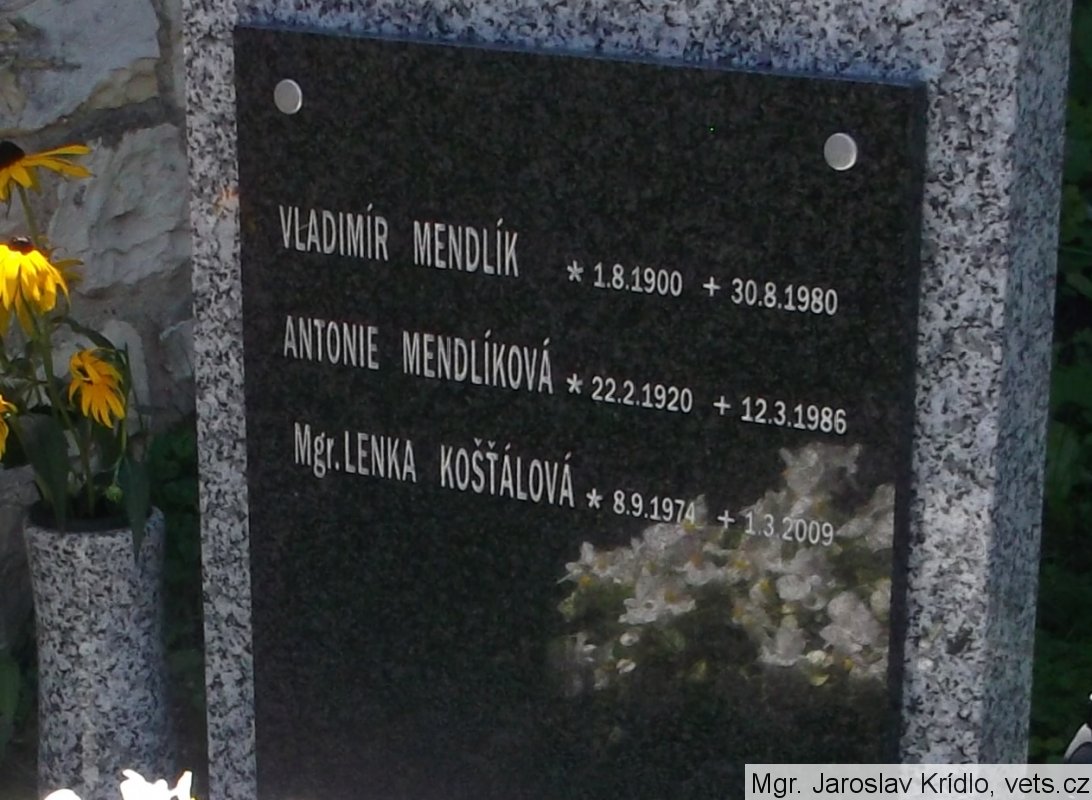 VLADIMÍR MENDLÍK * 1.8.1900 + 30.8.1980
ANTONIE MENDLÍKOVÁ * 22.2.1920 + 12.3.1986
Mgr. LENKA KOŠŤÁLOVÁ * 8.9.1974 + 1.3.2009
Mgr. Jaroslav Krídlo, vets.cz